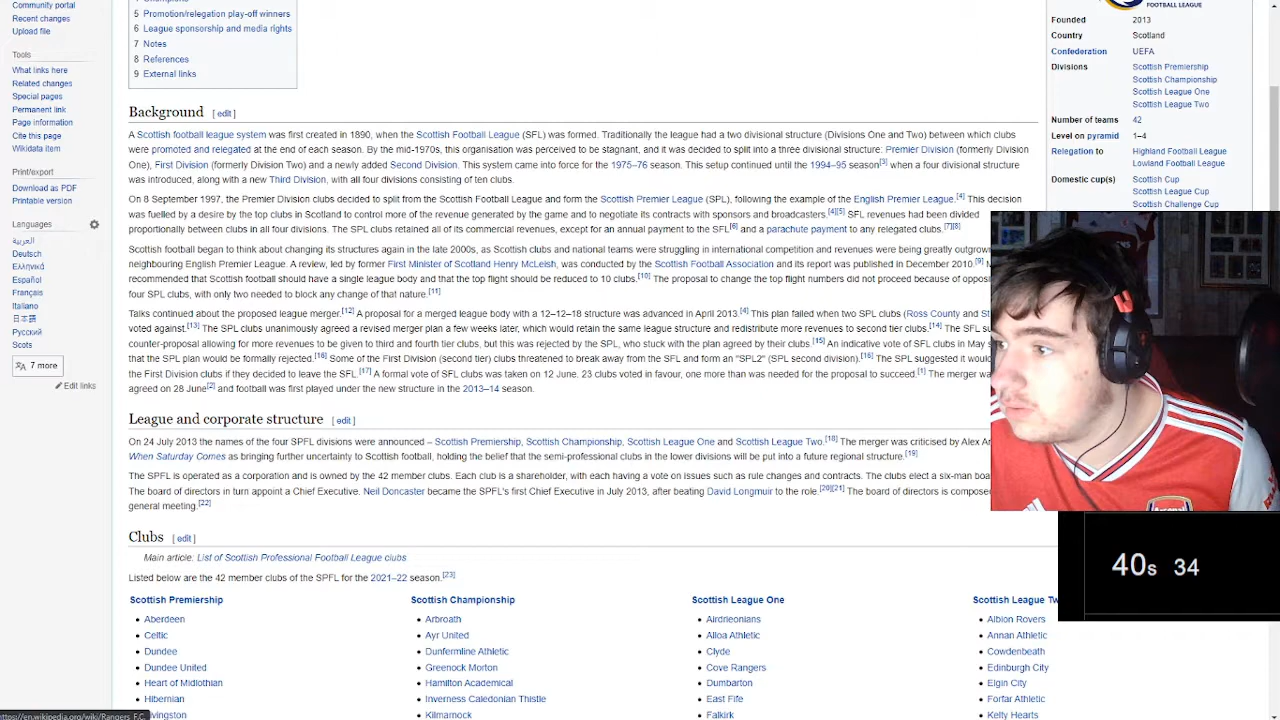 Community portal
Recent changes
Upload file
Tools
What links here
Related changes
Special pages
Permanent link
Page information
Cite this page
Wikidata item
Print/export
Download as PDF
Printable version
Languages
العربية
Deutsch
Ελληνικά
Español
Français
Italiano
日本語
Русский
Scots
7 more
Edit links
5 Promotion/relegation play-off winners
6 League sponsorship and media rights
7 Notes
8 References
9 External links
Background [ edit ]
A Scottish football league system was first created in 1890, when the Scottish Football League (SFL) was formed. Traditionally the league had a two divisional structure (Divisions One and Two) between which clubs
were promoted and relegated at the end of each season. By the mid-1970s, this organisation was perceived to be stagnant, and it was decided to split into a three divisional structure: Premier Division (formerly Division
One), First Division (formerly Division Two) and a newly added Second Division. This system came into force for the 1975–76 season. This setup continued until the 1994–95 season[3] when a four divisional structure
was introduced, along with a new Third Division, with all four divisions consisting of ten clubs.
On 8 September 1997, the Premier Division clubs decided to split from the Scottish Football League and form the Scottish Premier League (SPL), following the example of the English Premier League.[4] This decision
was fuelled by a desire by the top clubs in Scotland to control more of the revenue generated by the game and to negotiate its contracts with sponsors and broadcasters.[4][5] SFL revenues had been divided
proportionally between clubs in all four divisions. The SPL clubs retained all of its commercial revenues, except for an annual payment to the SFL[6] and a parachute payment to any relegated clubs.[7][8]
Scottish football began to think about changing its structures again in the late 2000s, as Scottish clubs and national teams were struggling in international competition and revenues were being greatly outgrow
neighbouring English Premier League. A review, led by former First Minister of Scotland Henry McLeish, was conducted by the Scottish Football Association and its report was published in December 2010.[9]
recommended that Scottish football should have a single league body and that the top flight should be reduced to 10 clubs.[10] The proposal to change the top flight numbers did not proceed because of oppos
four SPL clubs, with only two needed to block any change of that nature.[11]
Talks continued about the proposed league merger.[12] A proposal for a merged league body with a 12–12–18 structure was advanced in April 2013.[4] This plan failed when two SPL clubs (Ross County and St
voted against.[13] The SPL clubs unanimously agreed a revised merger plan a few weeks later, which would retain the same league structure and redistribute more revenues to second tier clubs.[14] The SFL su
counter-proposal allowing for more revenues to be given to third and fourth tier clubs, but this was rejected by the SPL, who stuck with the plan agreed by their clubs.[15] An indicative vote of SFL clubs in May s
that the SPL plan would be formally rejected.[16] Some of the First Division (second tier) clubs threatened to break away from the SFL and form an "SPL2" (SPL second division).[16] The SPL suggested it would
the First Division clubs if they decided to leave the SFL.[17] A formal vote of SFL clubs was taken on 12 June. 23 clubs voted in favour, one more than was needed for the proposal to succeed.[1] The merger w
agreed on 28 June[2] and football was first played under the new structure in the 2013–14 season.
League and corporate structure [ edit ]
On 24 July 2013 the names of the four SPFL divisions were announced – Scottish Premiership, Scottish Championship, Scottish League One and Scottish League Two.[18] The merger was criticised by Alex
When Saturday Comes as bringing further uncertainty to Scottish football, holding the belief that the semi-professional clubs in the lower divisions will be put into a future regional structure.[19]
The SPFL is operated as a corporation and is owned by the 42 member clubs. Each club is a shareholder, with each having a vote on issues such as rule changes and contracts. The clubs elect a six-man boa
The board of directors in turn appoint a Chief Executive. Neil Doncaster became the SPFL's first Chief Executive in July 2013, after beating David Longmuir to the role.[20][21] The board of directors is compose
general meeting.[22]
Clubs [ edit ]
Main article: List of Scottish Professional Football League clubs
Listed below are the 42 member clubs of the SPFL for the 2021–22 season.[23]
Scottish Premiership
Aberdeen
Celtic
Dundee
Dundee United
Heart of Midlothian
Hibernian
ivingston
Scottish Championship
Arbroath
Ayr United
Dunfermline Athletic
Greenock Morton
Hamilton Academical
Inverness Caledonian Thistle
Kilmarnock
Scottish League One
Airdrieonians
Alloa Athletic
Clyde
Cove Rangers
Dumbarton
East Fife
Falkirk
Scottish League Tw
Albion Rovers
Annan Athletic
Cowdenbeath
Edinburgh City
Elgin City
Forfar Athletic
Kelty Hearts
FOOTBALL LEAGUE
Founded 2013
Country Scotland
Confederation UEFA
Divisions Scottish Premiership
Scottish Championship
Scottish League One
Scottish League Two
Number of teams 42
Level on pyramid 1–4
Relegation to Highland Football League
Lowland Football League
Domestic cup(s) Scottish Cup
Scottish League Cup
Scottish Challenge Cup
Arsenal
40s 34
https://en.wikipedia.org/wiki/Rangers_F.C.